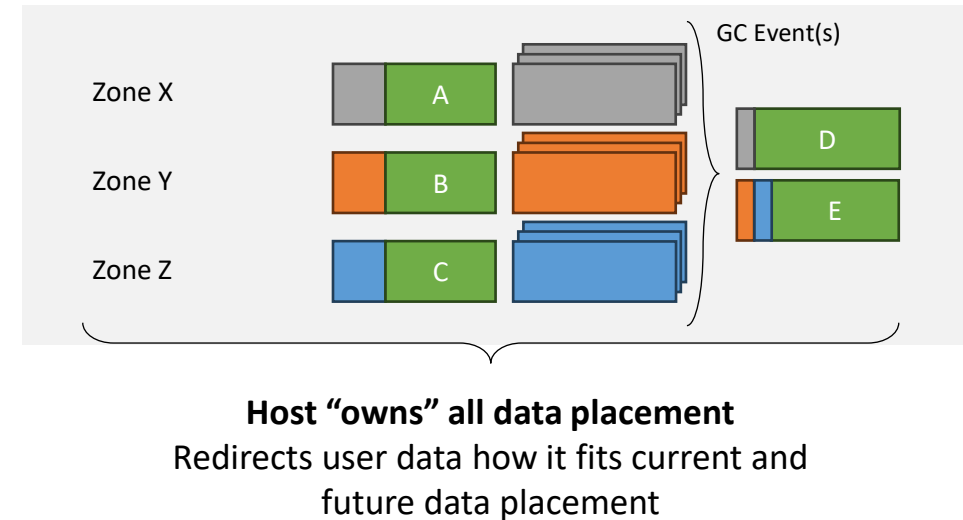 GC Event(s)
Zone X
A
D
Zone Y
B
E
Zone Z
C
Host “owns” all data placement
Redirects user data how it fits current and
future data placement